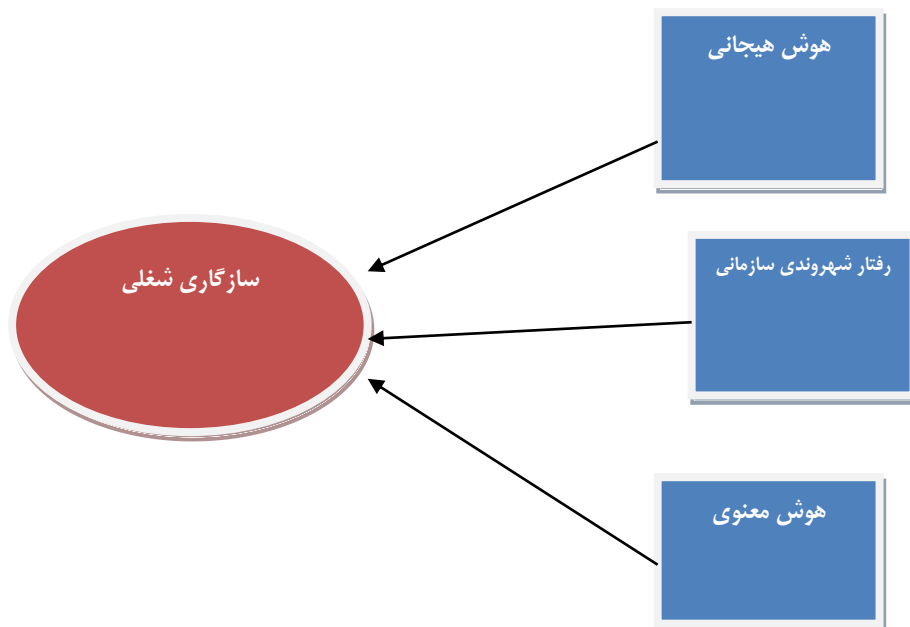 هوش هیجانی
رفتار شهروندی سازمانی
سازگاری شغلی
هوش معنوی